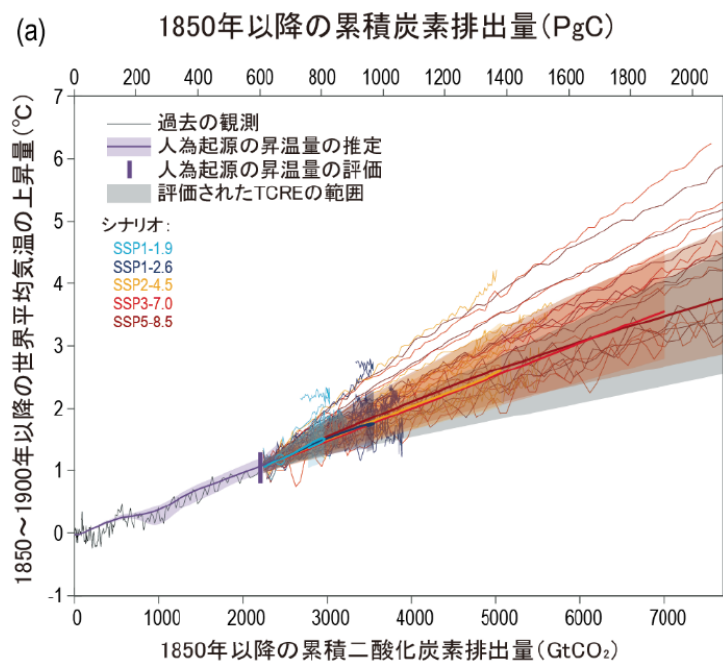 (a)
1850年以降の累積炭素排出量(PgC)
0 200 400 600 800 1000 1200 1400 1600 1800 2000
7
6
5
4
3
2
1
0
-1
1850〜1900年以降の世界平均気温の上昇量(℃)
過去の観測
人為起源の昇温量の推定
人為起源の昇温量の評価
評価されたTCREの範囲
シナリオ:
SSP1-1.9
SSP1-2.6
SSP2-4.5
SSP3-7.0
SSP5-8.5
0 1000 2000 3000 4000 5000 6000 7000
1850年以降の累積二酸化炭素排出量(GtCO₂)